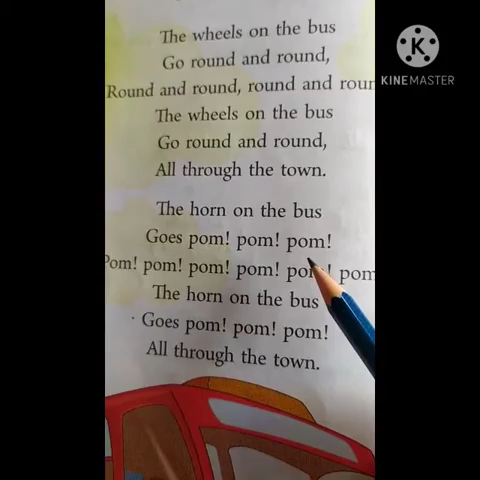 The wheels on the bus
Go round and round,
Round and round, round and roun
The wheels on the bus
Go round and round,
All through the town.
The horn on the bus
Goes pom! pom! pom!
Pom! pom! pom! pom! pom! pom
The horn on the bus
Goes pom! pom! pom!
All through the town.
K
KINEMASTER